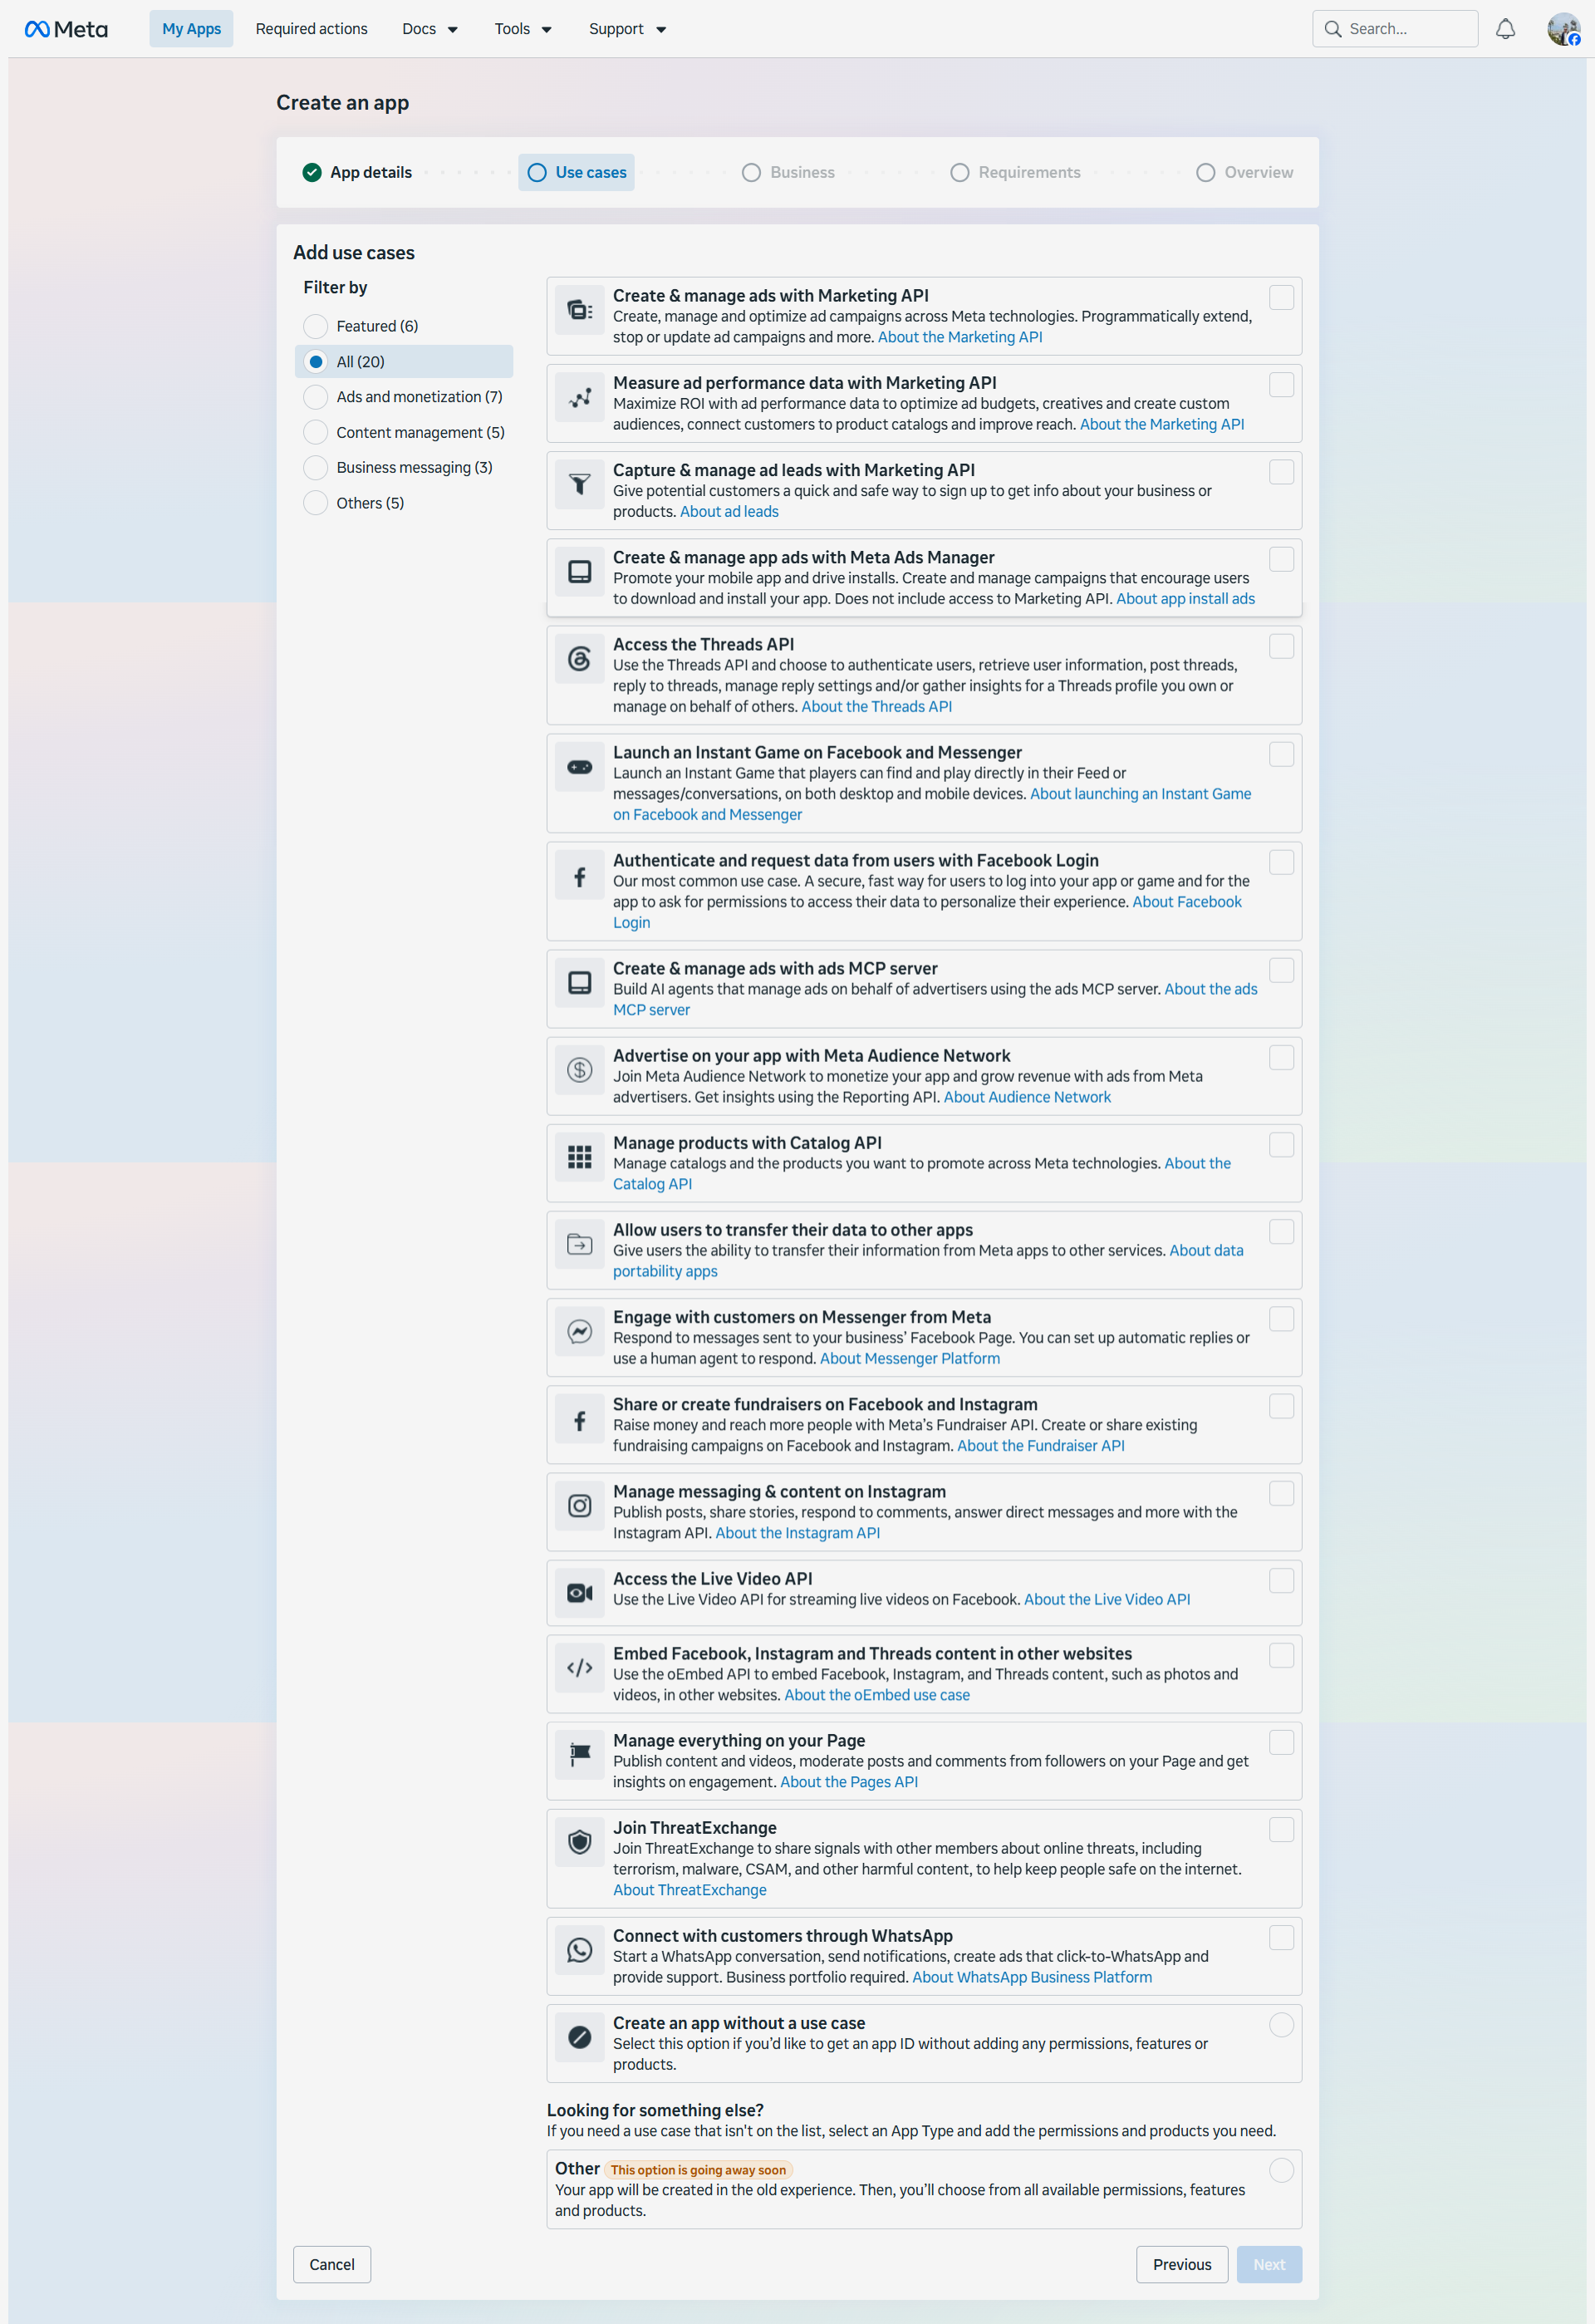 Meta
My Apps
Required actions
Docs
Tools
Support
Search...
Create an app
App details
Use cases
Business
Requirements
Overview
Add use cases
Filter by
Featured (6)
All (20)
Ads and monetization (7)
Content management (5)
Business messaging (3)
Others (5)
Create & manage ads with Marketing API
Create, manage and optimize ad campaigns across Meta technologies. Programmatically extend,
stop or update ad campaigns and more. About the Marketing API
Measure ad performance data with Marketing API
Maximize ROI with ad performance data to optimize ad budgets, creatives and create custom
audiences, connect customers to product catalogs and improve reach. About the Marketing API
Capture & manage ad leads with Marketing API
Give potential customers a quick and safe way to sign up to get info about your business or
products. About ad leads
Create & manage app ads with Meta Ads Manager
Promote your mobile app and drive installs. Create and manage campaigns that encourage users
to download and install your app. Does not include access to Marketing API. About app install ads
Access the Threads API
Use the Threads API and choose to authenticate users, retrieve user information, post threads,
reply to threads, manage reply settings and/or gather insights for a Threads profile you own or
manage on behalf of others. About the Threads API
Launch an Instant Game on Facebook and Messenger
Launch an Instant Game that players can find and play directly in their Feed or
messages/conversations, on both desktop and mobile devices. About launching an Instant Game
on Facebook and Messenger
Authenticate and request data from users with Facebook Login
Our most common use case. A secure, fast way for users to log into your app or game and for the
app to ask for permissions to access their data to personalize their experience. About Facebook
Login
Create & manage ads with ads MCP server
Build AI agents that manage ads on behalf of advertisers using the ads MCP server. About the ads
MCP server
Advertise on your app with Meta Audience Network
Join Meta Audience Network to monetize your app and grow revenue with ads from Meta
advertisers. Get insights using the Reporting API. About Audience Network
Manage products with Catalog API
Manage catalogs and the products you want to promote across Meta technologies. About the
Catalog API
Allow users to transfer their data to other apps
Give users the ability to transfer their information from Meta apps to other services. About data
portability apps
Engage with customers on Messenger from Meta
Respond to messages sent to your business’ Facebook Page. You can set up automatic replies or
use a human agent to respond. About Messenger Platform
Share or create fundraisers on Facebook and Instagram
Raise money and reach more people with Meta’s Fundraiser API. Create or share existing
fundraising campaigns on Facebook and Instagram. About the Fundraiser API
Manage messaging & content on Instagram
Publish posts, share stories, respond to comments, answer direct messages and more with the
Instagram API. About the Instagram API
Access the Live Video API
Use the Live Video API for streaming live videos on Facebook. About the Live Video API
Embed Facebook, Instagram and Threads content in other websites
Use the oEmbed API to embed Facebook, Instagram, and Threads content, such as photos and
videos, in other websites. About the oEmbed use case
Manage everything on your Page
Publish content and videos, moderate posts and comments from followers on your Page and get
insights on engagement. About the Pages API
Join ThreatExchange
Join ThreatExchange to share signals with other members about online threats, including
terrorism, malware, CSAM, and other harmful content, to help keep people safe on the internet.
About ThreatExchange
Connect with customers through WhatsApp
Start a WhatsApp conversation, send notifications, create ads that click-to-WhatsApp and
provide support. Business portfolio required. About WhatsApp Business Platform
Create an app without a use case
Select this option if you’d like to get an app ID without adding any permissions, features or
products.
Looking for something else?
If you need a use case that isn't on the list, select an App Type and add the permissions and products you need.
Other This option is going away soon
Your app will be created in the old experience. Then, you’ll choose from all available permissions, features
and products.
Cancel
Previous
Next